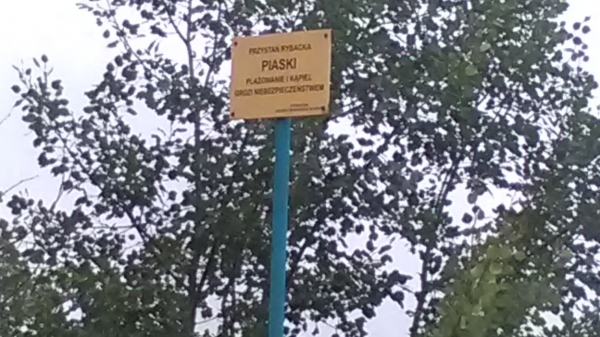 PRZYSTAŃ RYBACKA
PIASKI
PLAŻOWANIE I KĄPIEL
GROZI NIEBEZPIECZEŃSTWEM